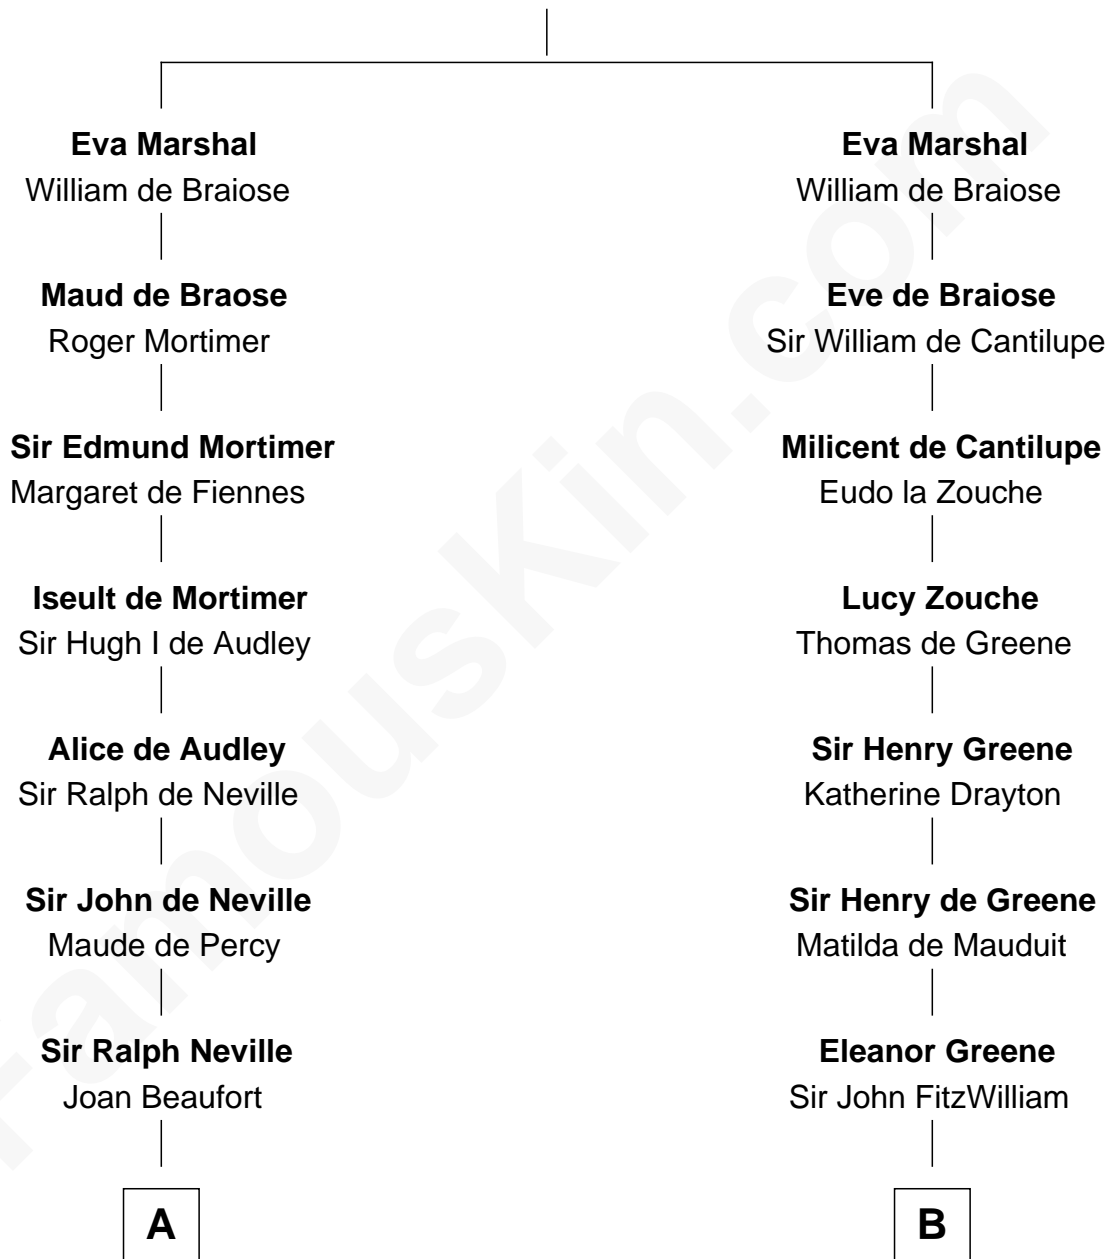 Eva Marshal
William de Braiose
Maud de Braose
Roger Mortimer
Sir Edmund Mortimer
Margaret de Fiennes
Iseult de Mortimer
Sir Hugh I de Audley
Alice de Audley
Sir Ralph de Neville
Sir John de Neville
Maude de Percy
Sir Ralph Neville
Joan Beaufort
A
Eva Marshal
William de Braiose
Eve de Braiose
Sir William de Cantilupe
Milicent de Cantilupe
Eudo la Zouche
Lucy Zouche
Thomas de Greene
Sir Henry Greene
Katherine Drayton
Sir Henry de Greene
Matilda de Mauduit
Eleanor Greene
Sir John FitzWilliam
B
FamousKin.com